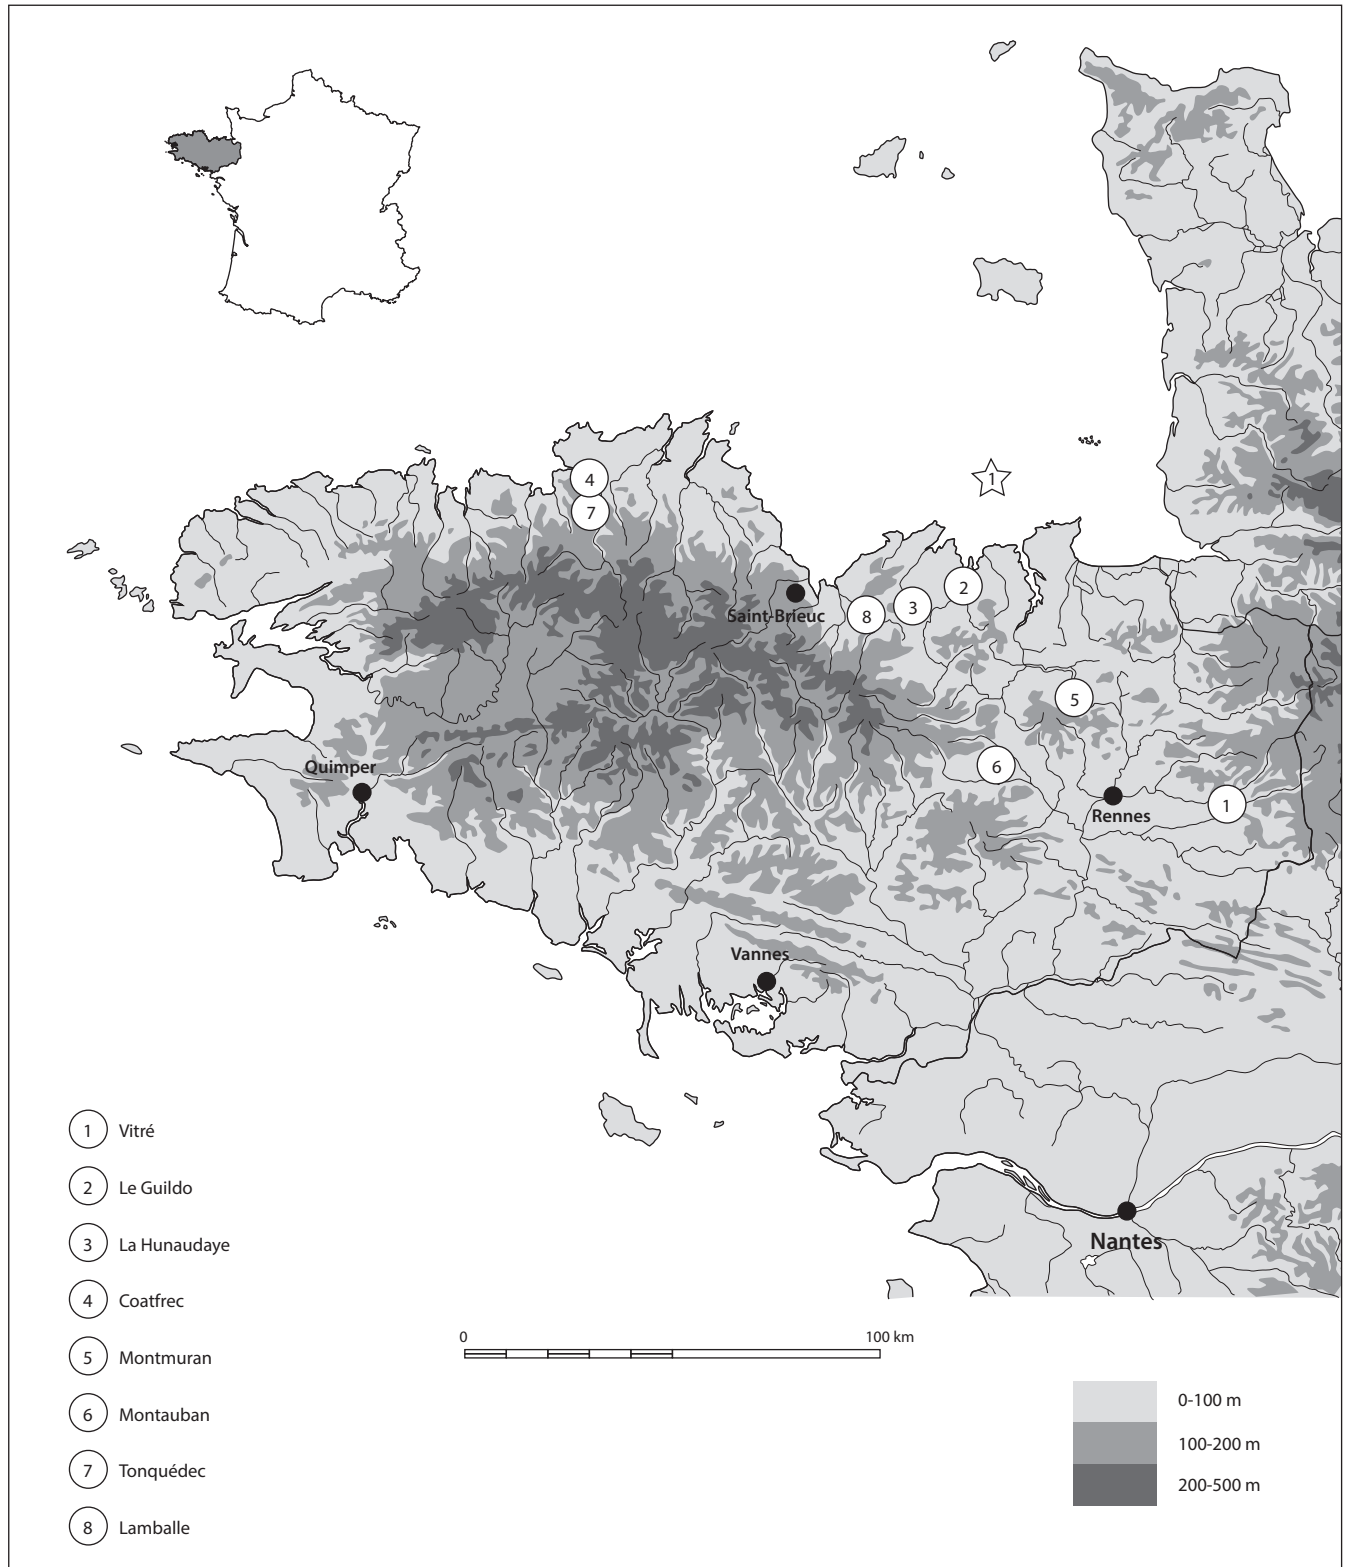 1
4
7
2
3
8
Saint-Brieuc
5
6
Quimper
Rennes
1
Vannes
Nantes
0 100 km
1 Vitré
2 Le Guildo
3 La Hunaudaye
4 Coatfrec
5 Montmuran
6 Montauban
7 Tonquédec
8 Lamballe
0-100 m
100-200 m
200-500 m